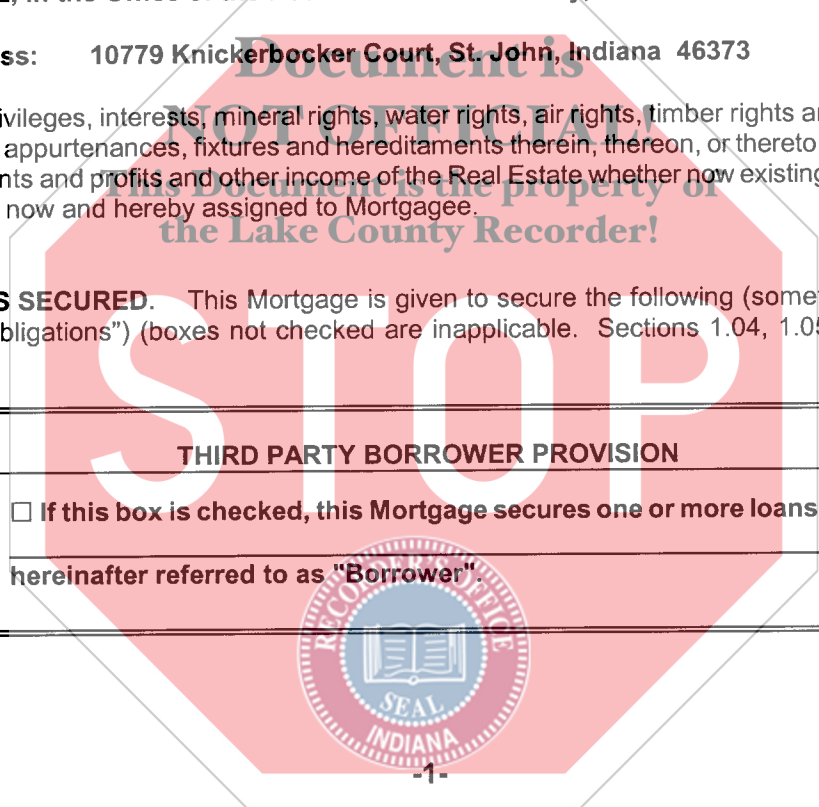 ss: 10779 Knickerbocker Court, St. John, Indiana 46373
Document is
ivileges, interests, mineral rights, water rights, air rights, timber rights a
NOT OFFICIAL!
appurtenances, fixtures and hereditaments therein, thereon, or thereto
nts and profits and other income of the Real Estate whether now existing
This Document is the property of
now and hereby assigned to Mortgagee.
the Lake County Recorder!
S SECURED. This Mortgage is given to secure the following (some
bligations") (boxes not checked are inapplicable. Sections 1.04, 1.05
STOP
THIRD PARTY BORROWER PROVISION
☐ If this box is checked, this Mortgage secures one or more loans
hereinafter referred to as "Borrower".
RECORDER'S OFFICE
SEAL
INDIANA
-1-